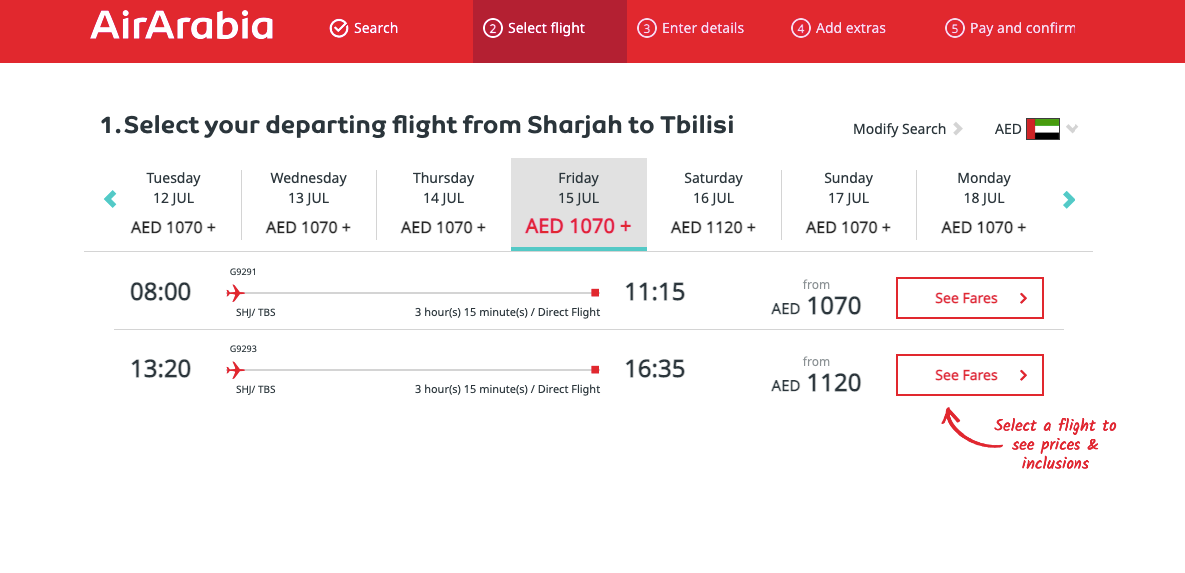 AirArabia
Search
2 Select flight
3 Enter details
4 Add extras
5 Pay and confirm
1. Select your departing flight from Sharjah to Tbilisi
Modify Search
AED
Tuesday
12 JUL
AED 1070 +
Wednesday
13 JUL
AED 1070 +
Thursday
14 JUL
AED 1070 +
Friday
15 JUL
AED 1070 +
Saturday
16 JUL
AED 1120 +
Sunday
17 JUL
AED 1070 +
Monday
18 JUL
AED 1070 +
08:00
G9291
SHJ/ TBS
3 hour(s) 15 minute(s) / Direct Flight
11:15
from
AED 1070
See Fares
13:20
G9293
SHJ/ TBS
3 hour(s) 15 minute(s) / Direct Flight
16:35
from
AED 1120
See Fares
Select a flight to
see prices &
inclusions